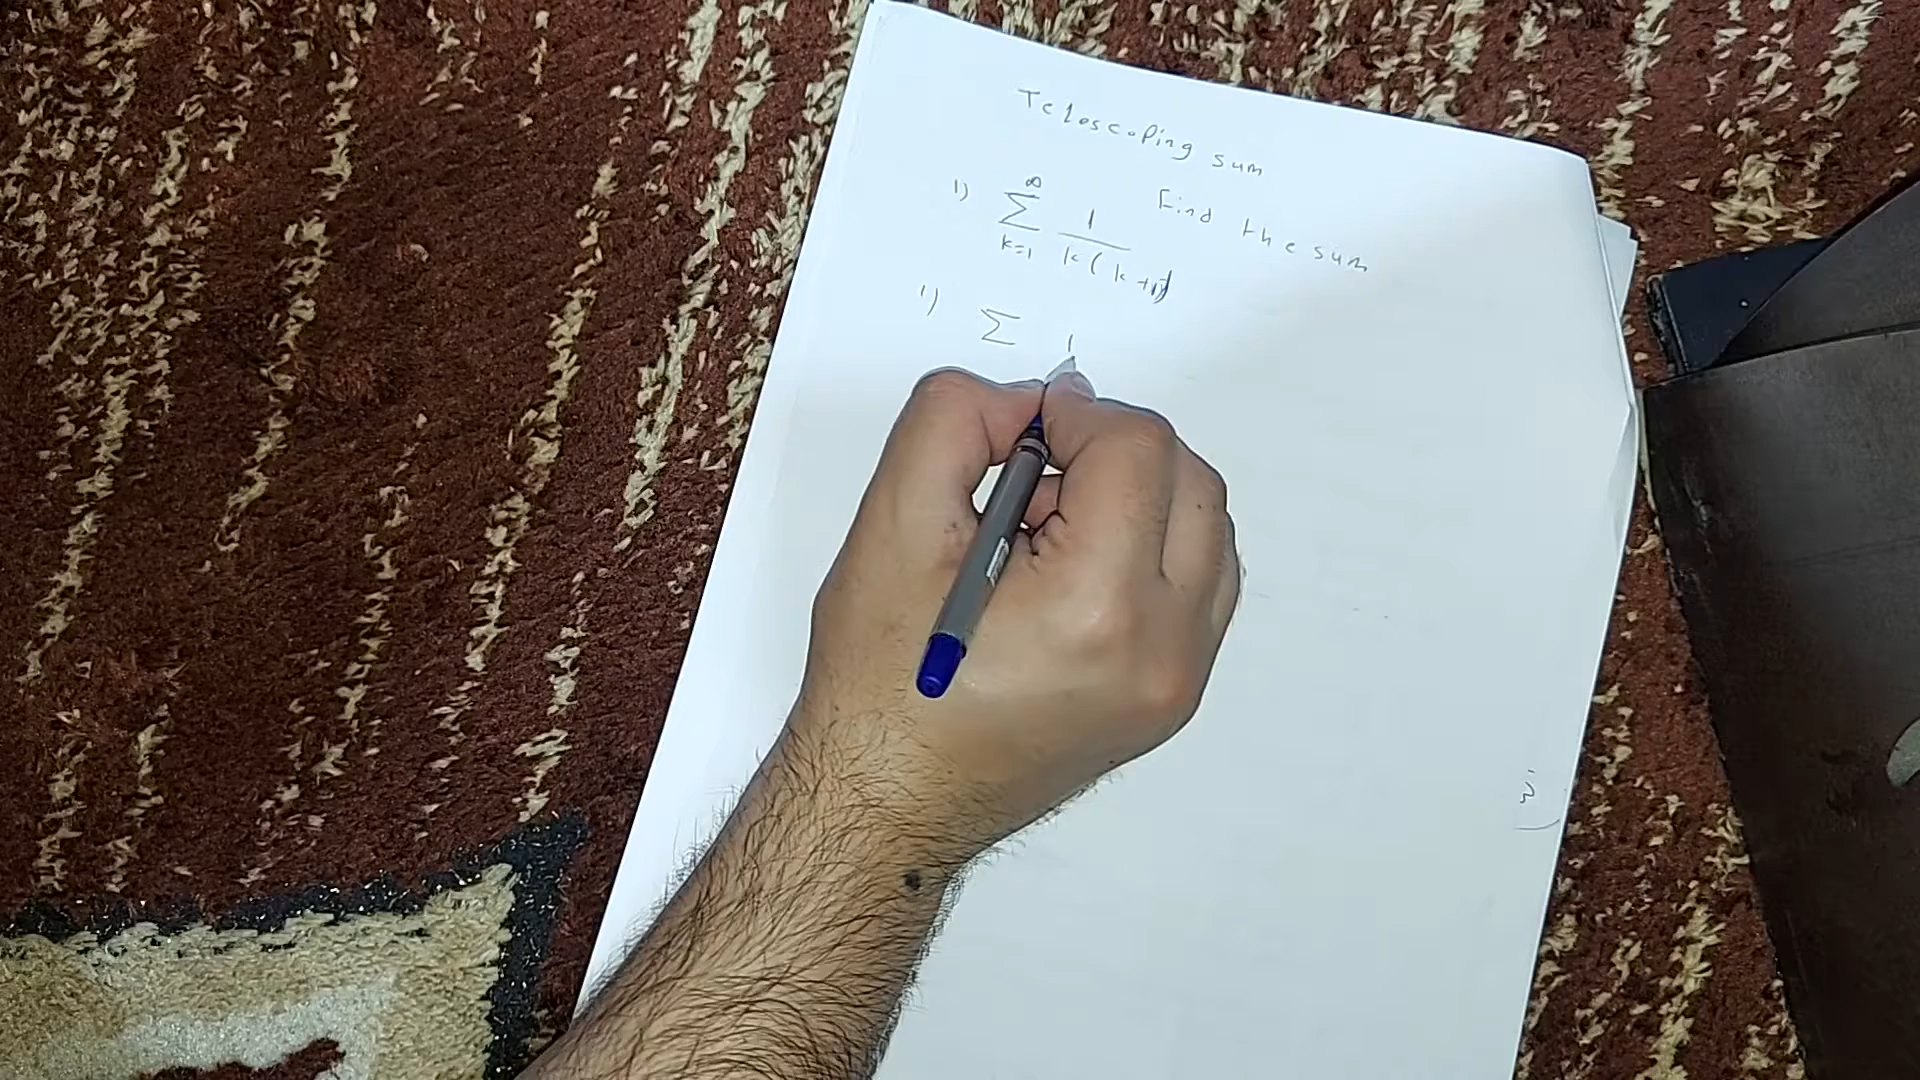 Telescoping sum
1) ∞ ∑ k=1 1 / k(k+1) Find the sum
1) ∑ 1